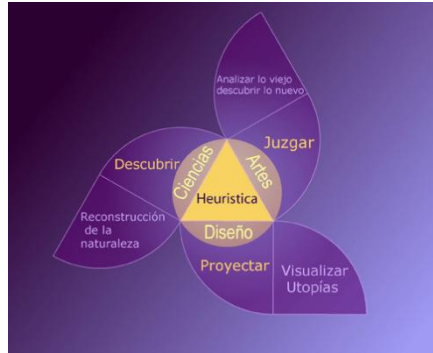 Analizar lo viejo
descubrir lo nuevo
Juzgar
Descubrir
Ciencias
Artes
Heurística
Reconstrucción
de la
naturaleza
Diseño
Proyectar
Visualizar
Utopías